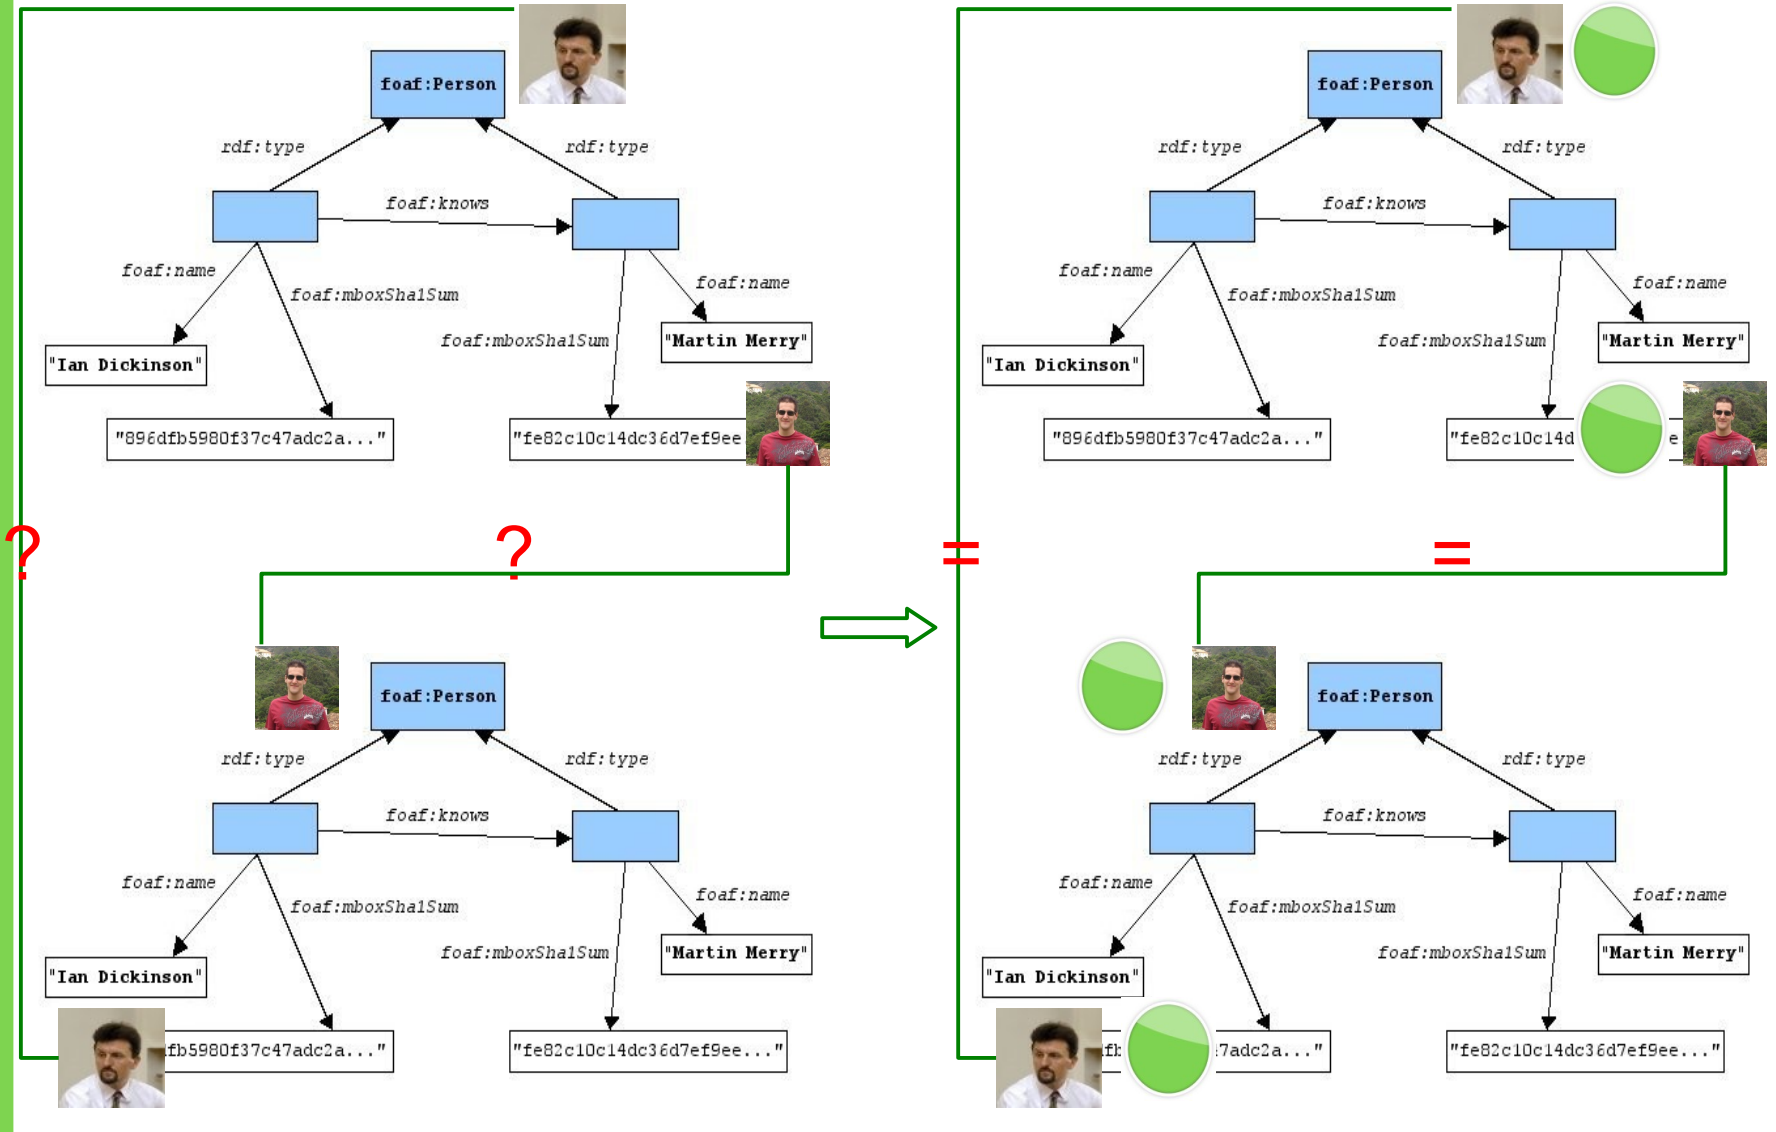 foaf:Person
rdf:type
rdf:type
foaf:knows
foaf:name
foaf:mboxSha1Sum
foaf:name
foaf:mboxSha1Sum
"Martin Merry"
"Ian Dickinson"
"896dfb5980f37c47adc2a..."
"fe82c10c14dc36d7ef9ee
?
?
foaf:Person
rdf:type
rdf:type
foaf:knows
foaf:name
foaf:mboxSha1Sum
foaf:name
foaf:mboxSha1Sum
"Martin Merry"
"Ian Dickinson"
fb5980f37c47adc2a..."
"fe82c10c14dc36d7ef9ee..."
foaf:Person
rdf:type
rdf:type
foaf:knows
foaf:name
foaf:mboxSha1Sum
foaf:name
foaf:mboxSha1Sum
"Martin Merry"
"Ian Dickinson"
"896dfb5980f37c47adc2a..."
"fe82c10c14d e
=
=
foaf:Person
rdf:type
rdf:type
foaf:knows
foaf:name
foaf:mboxSha1Sum
foaf:name
foaf:mboxSha1Sum
"Martin Merry"
"Ian Dickinson"
fb 7adc2a..."
"fe82c10c14dc36d7ef9ee..."